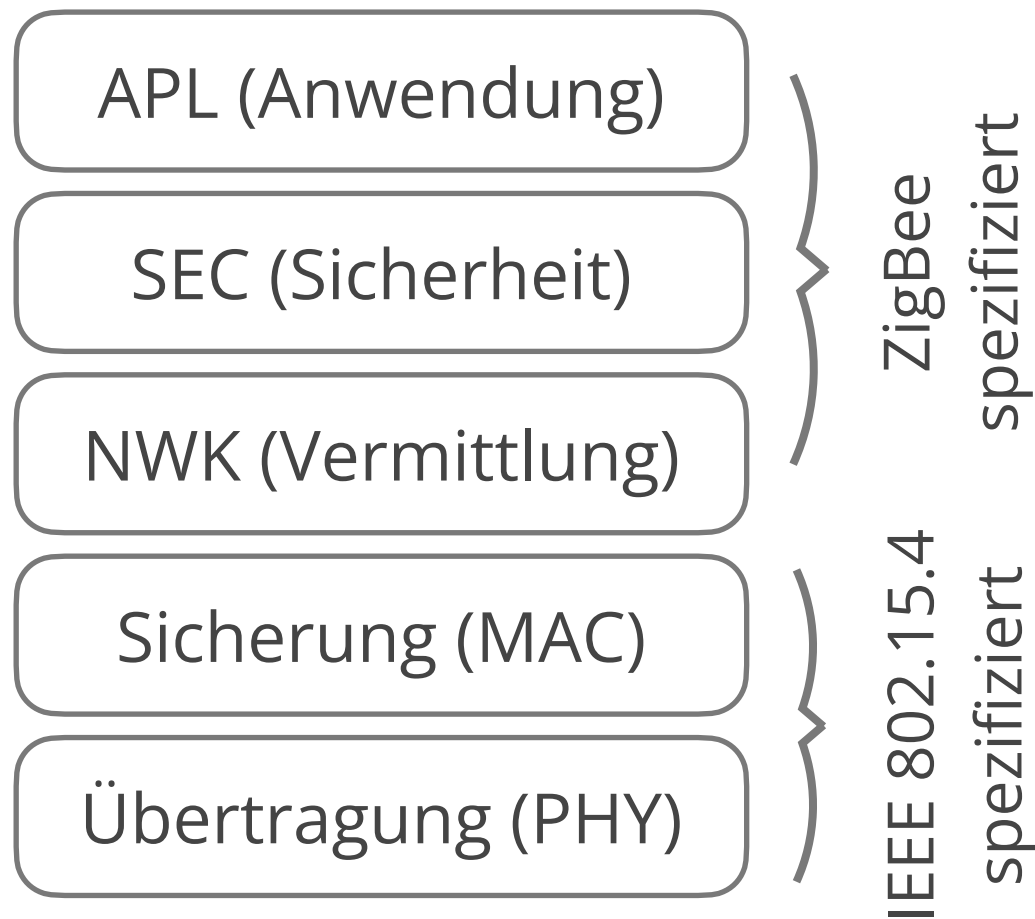 APL (Anwendung)
SEC (Sicherheit)
NWK (Vermittlung)
Sicherung (MAC)
Übertragung (PHY)
ZigBee
spezifiziert
IEEE 802.15.4
spezifiziert